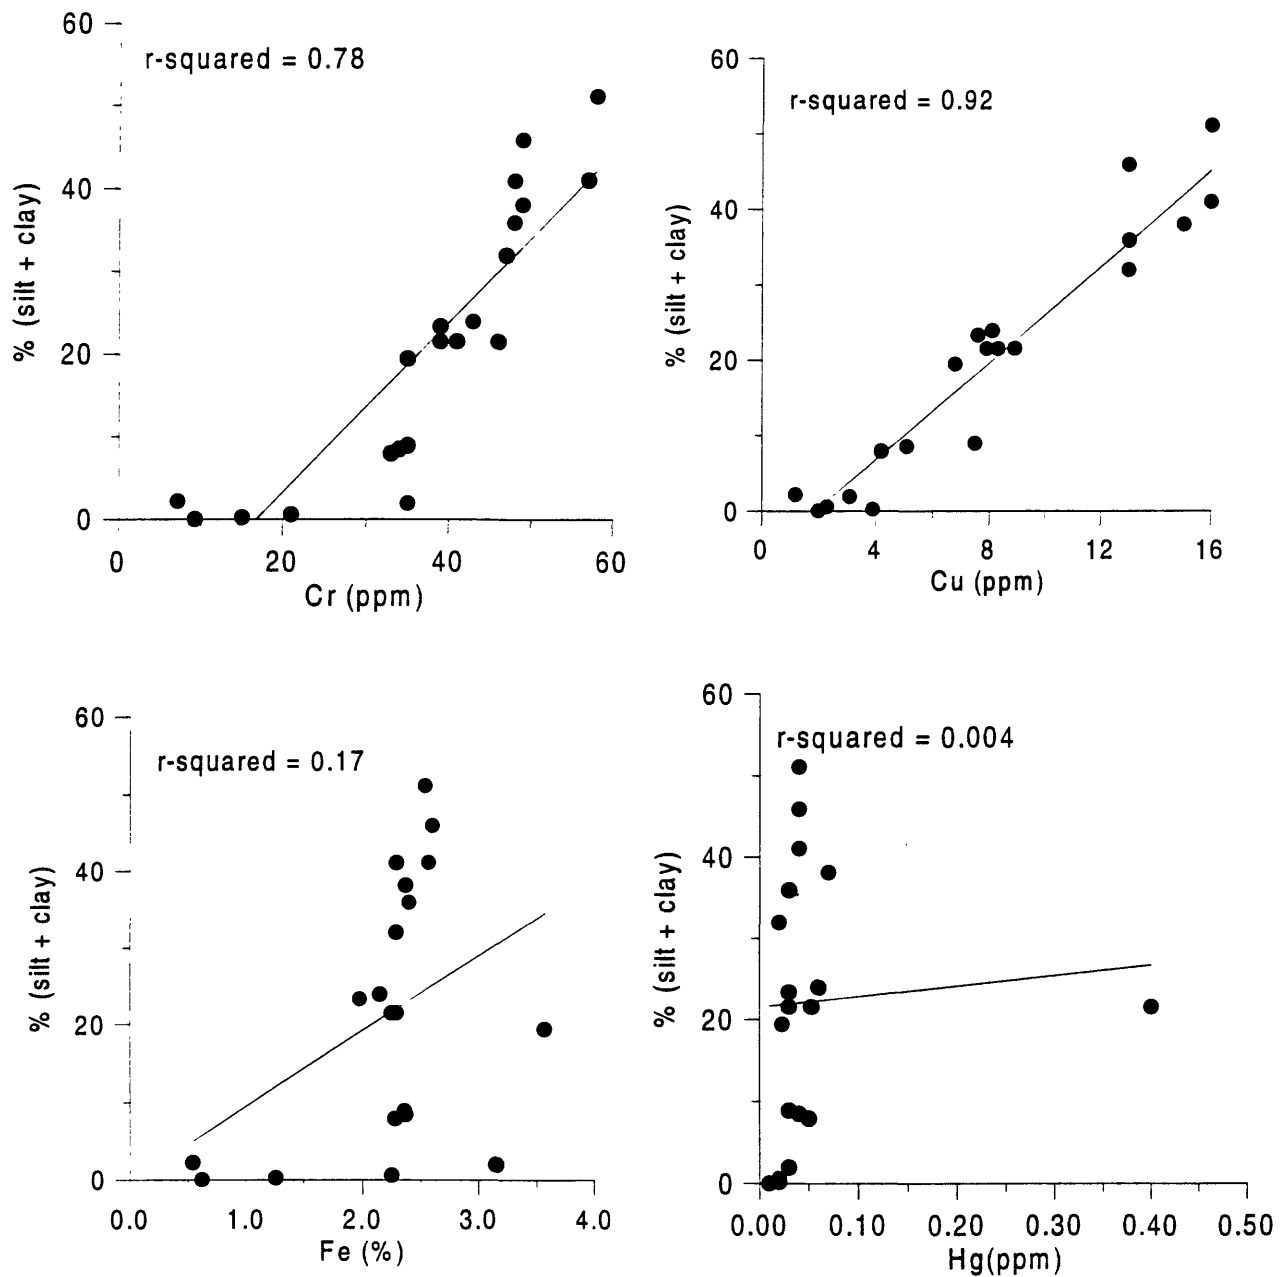 60
r-squared = 0.78
40
% (silt + clay)
20
0
0 20 40 60
Cr (ppm)
60
r-squared = 0.92
40
% (silt + clay)
20
0
0 4 8 12 16
Cu (ppm)
60
r-squared = 0.17
40
% (silt + clay)
20
0
0.0 1.0 2.0 3.0 4.0
Fe (%)
60
r-squared = 0.004
40
% (silt + clay)
20
0
0.00 0.10 0.20 0.30 0.40 0.50
Hg(ppm)